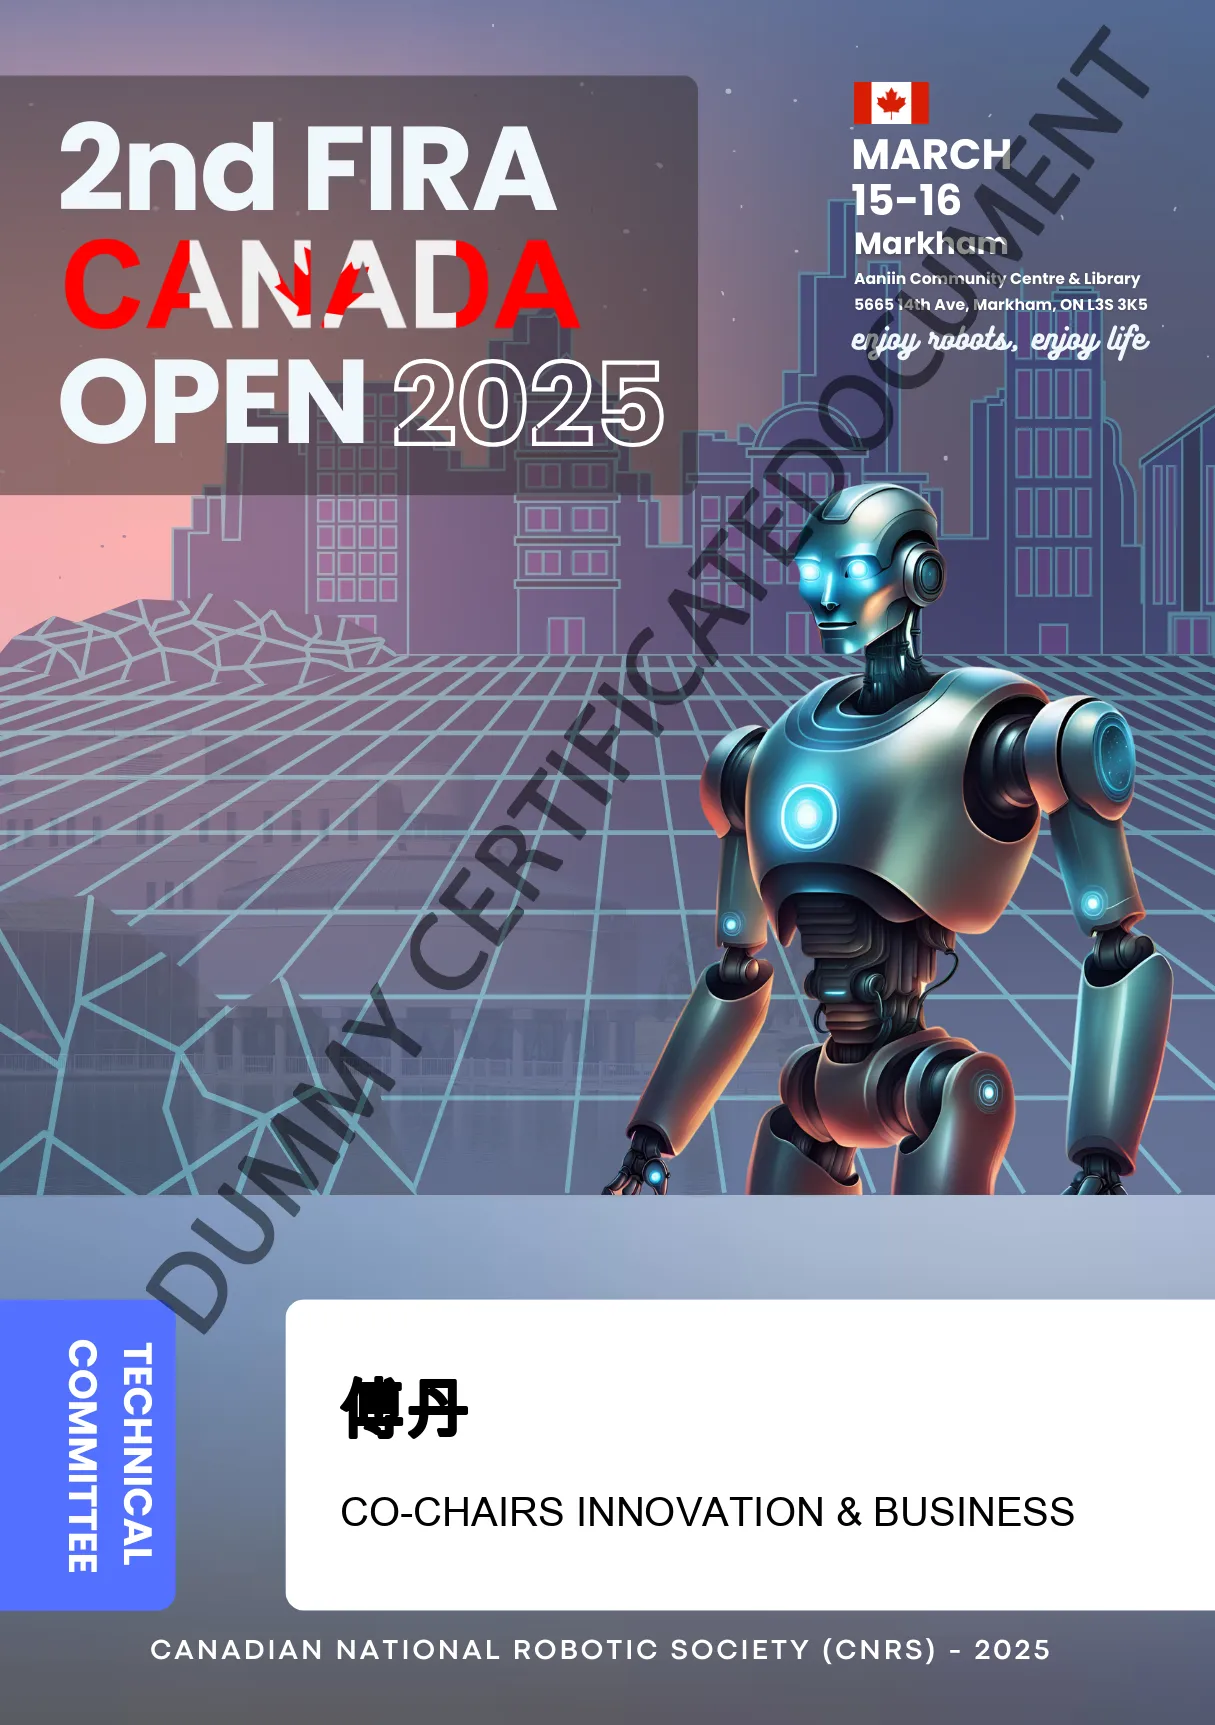 2nd FIRA
CANADA
OPEN 2025
MARCH
15-16
Markham
Aaniin Community Centre & Library
5665 14th Ave, Markham, ON L3S 3K5
enjoy robots, enjoy life
DUMMY CERTIFICATEDOCUMENT
TECHNICAL
COMMITTEE
傅丹
CO-CHAIRS INNOVATION & BUSINESS
CANADIAN NATIONAL ROBOTIC SOCIETY (CNRS) - 2025